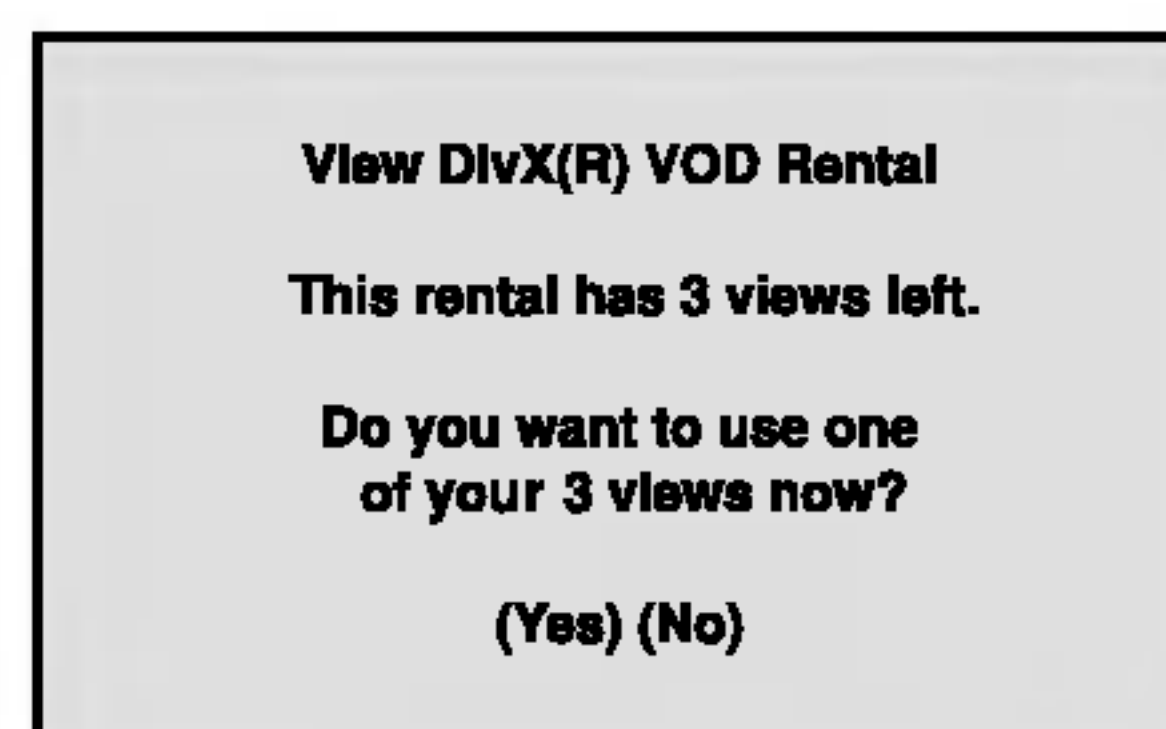 View DivX(R) VOD Rental
This rental has 3 views left.
Do you want to use one
of your 3 views now?
(Yes) (No)